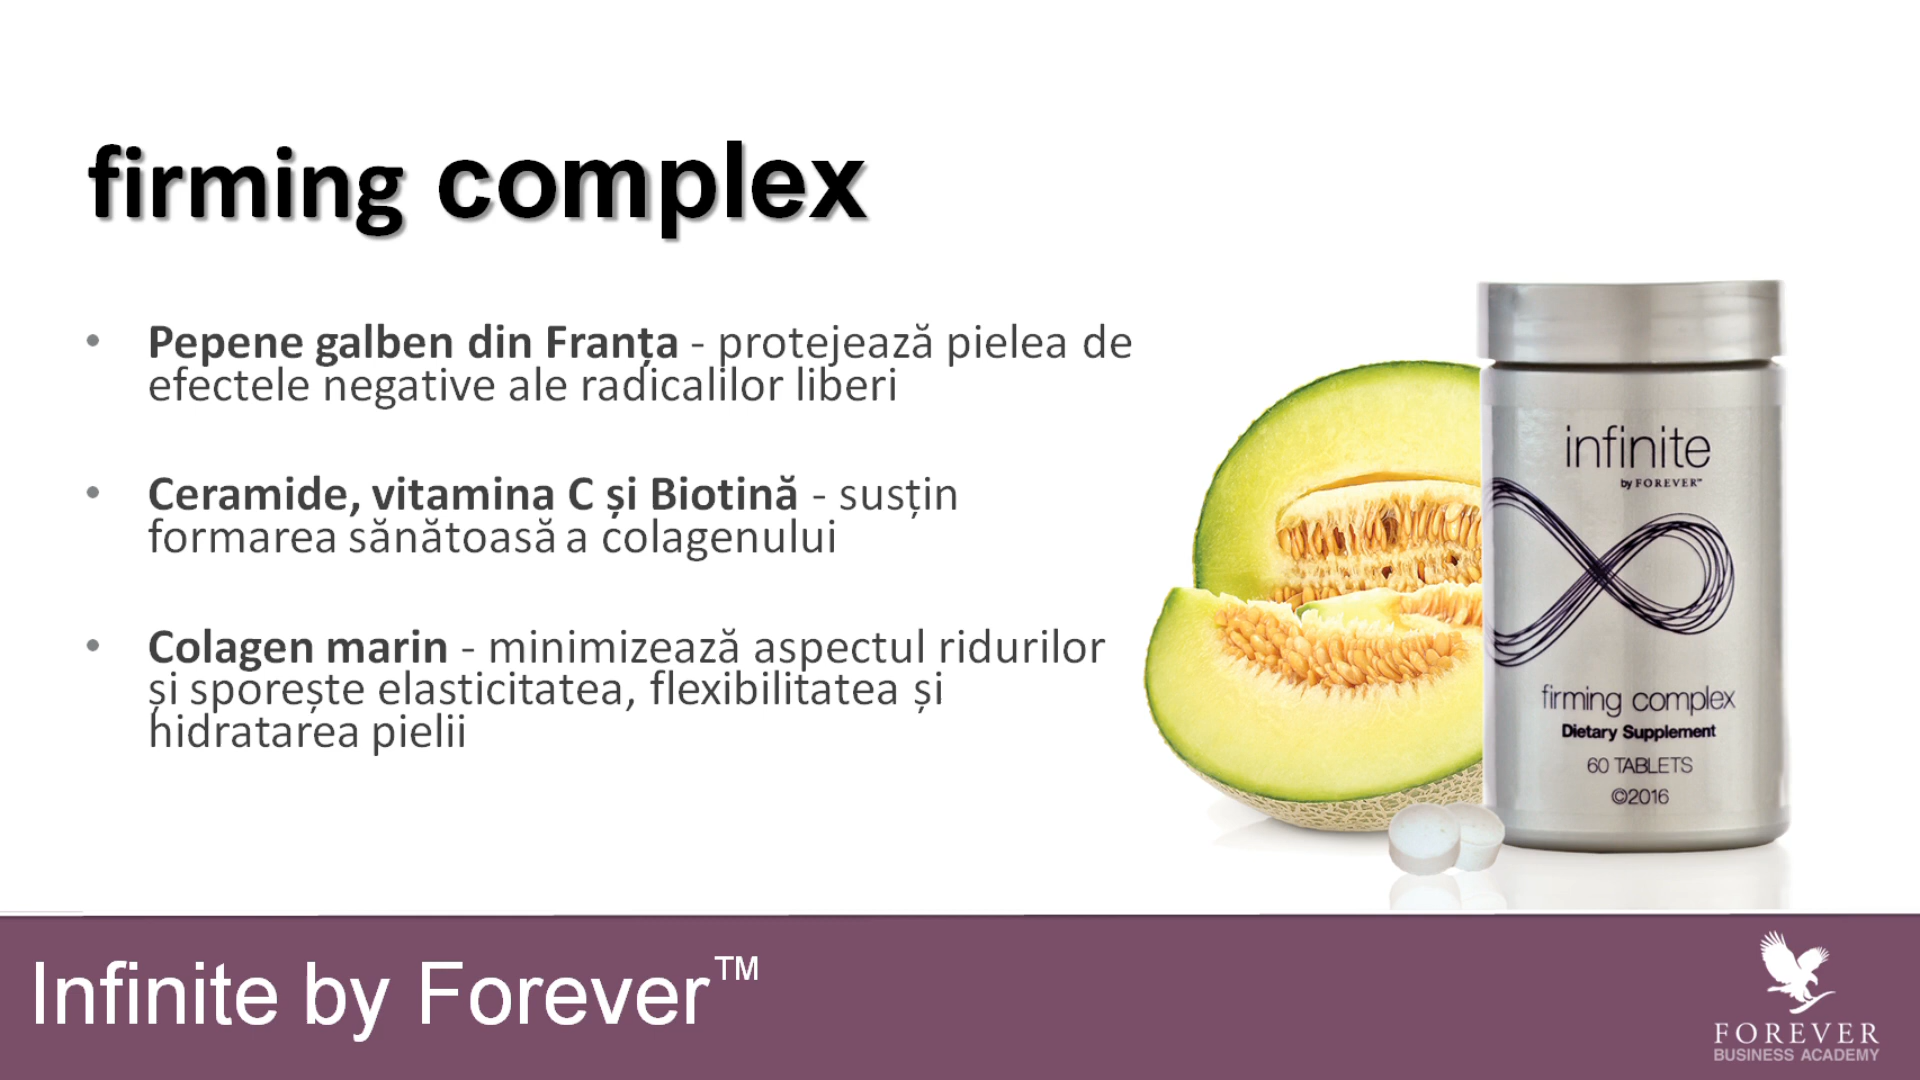 firming complex
• Pepene galben din Franța - protejează pielea de
efectele negative ale radicalilor liberi
• Ceramide, vitamina C și Biotină - susțin
formarea sănătoasă a colagenului
• Colagen marin - minimizează aspectul ridurilor
și sporește elasticitatea, flexibilitatea și
hidratarea pielii
infinite
by FOREVER™
firming complex
Dietary Supplement
60 TABLETS
©2016
Infinite by Forever™
FOREVER
BUSINESS ACADEMY